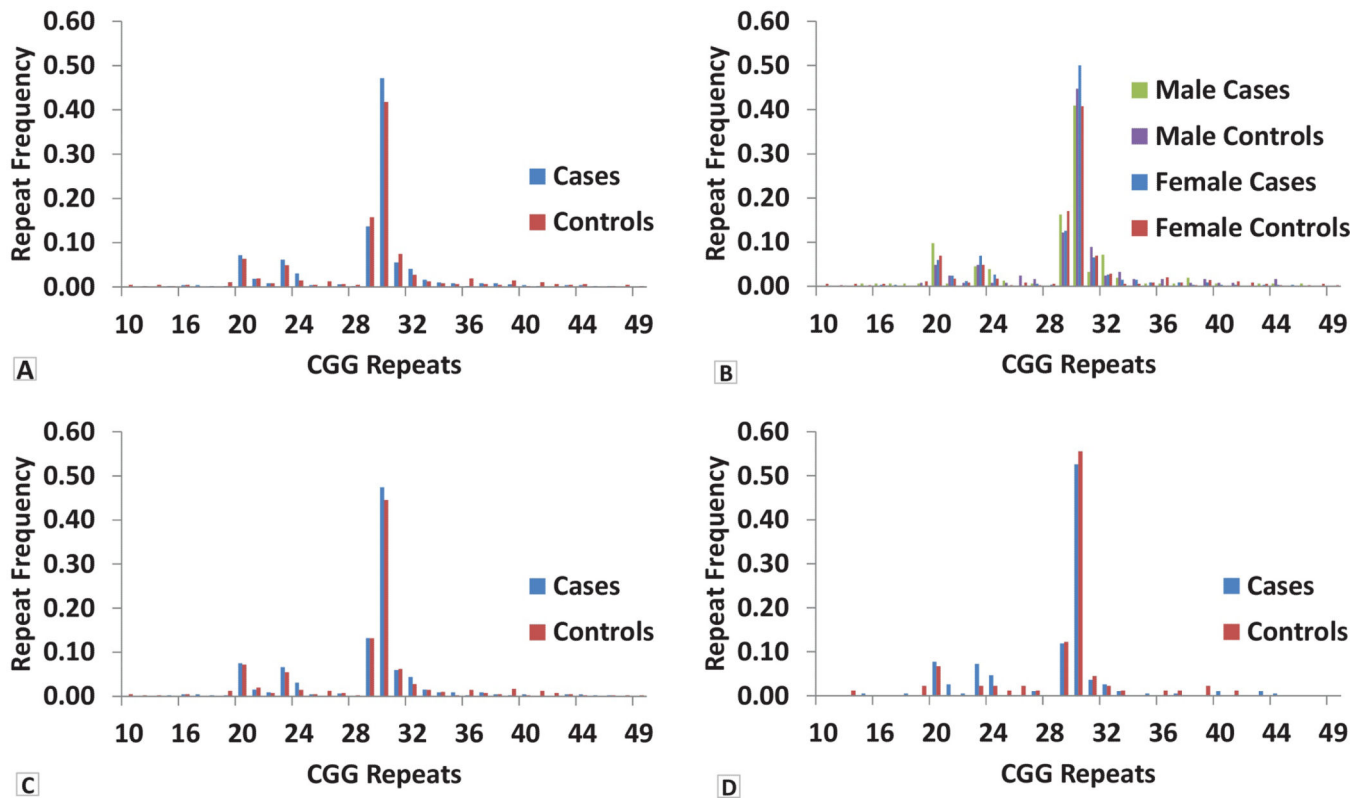 0.60
0.50
0.40
0.30
0.20
0.10
0.00
Repeat Frequency
Cases
Controls
10 16 20 24 28 32 36 40 44 49
CGG Repeats
A
0.60
0.50
0.40
0.30
0.20
0.10
0.00
Repeat Frequency
Male Cases
Male Controls
Female Cases
Female Controls
10 16 20 24 28 32 36 40 44 49
CGG Repeats
B
0.60
0.50
0.40
0.30
0.20
0.10
0.00
Repeat Frequency
Cases
Controls
10 16 20 24 28 32 36 40 44 49
CGG Repeats
C
0.60
0.50
0.40
0.30
0.20
0.10
0.00
Repeat Frequency
Cases
Controls
10 16 20 24 28 32 36 40 44 49
CGG Repeats
D